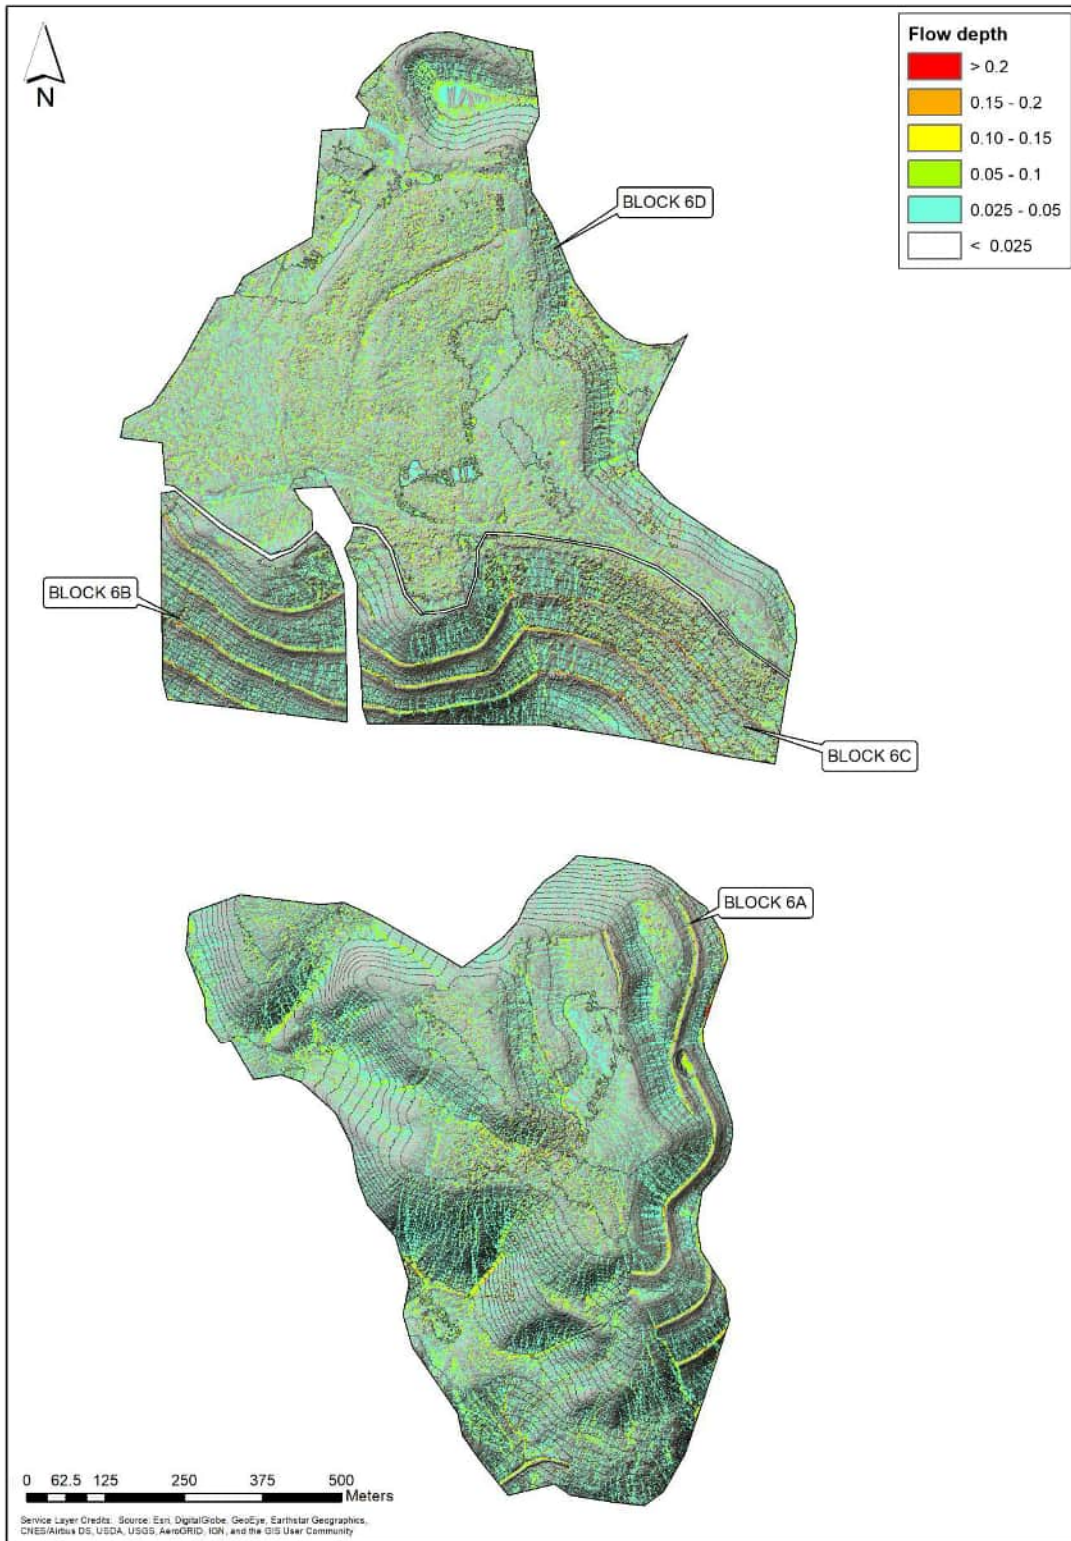 N
Flow depth
> 0.2
0.15 - 0.2
0.10 - 0.15
0.05 - 0.1
0.025 - 0.05
< 0.025
BLOCK 6D
BLOCK 6B
BLOCK 6C
BLOCK 6A
0 62.5 125 250 375 500
Meters
Service Layer Credits: Source: Esri, DigitalGlobe, GeoEye, Earthstar Geographics,
CNES/Airbus DS, USDA, USGS, AeroGRID, IGN, and the GIS User Community